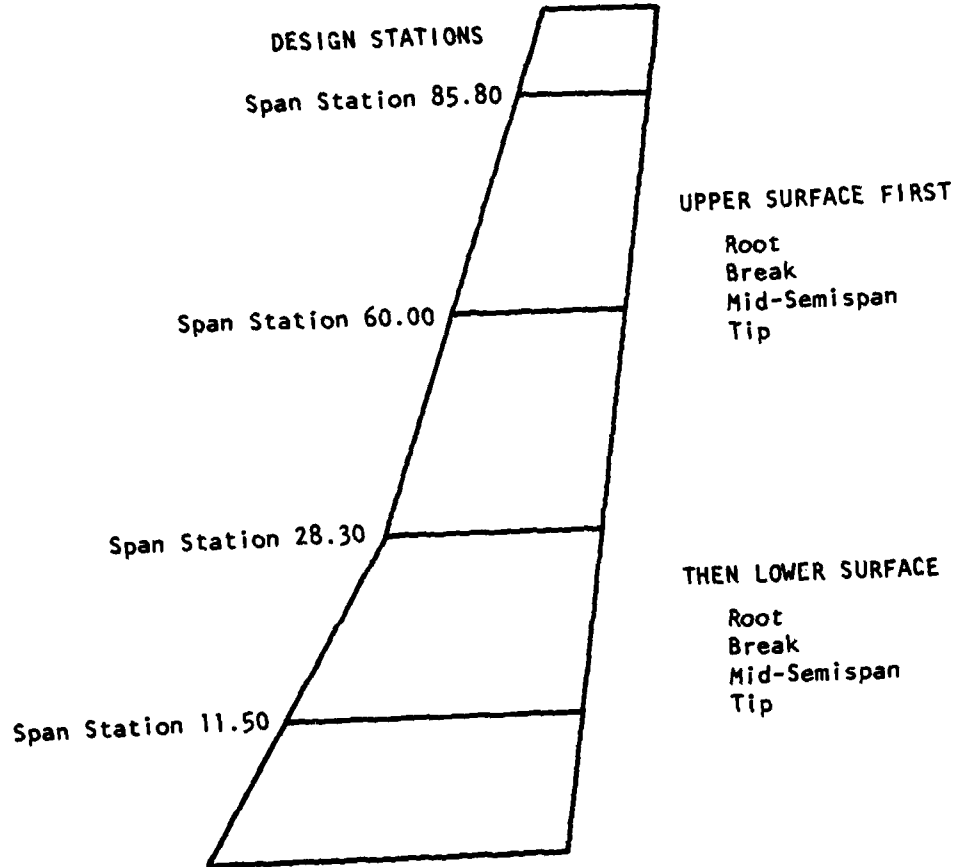 DESIGN STATIONS
Span Station 85.80
Span Station 60.00
Span Station 28.30
Span Station 11.50
UPPER SURFACE FIRST
Root
Break
Mid-Semispan
Tip
THEN LOWER SURFACE
Root
Break
Mid-Semispan
Tip